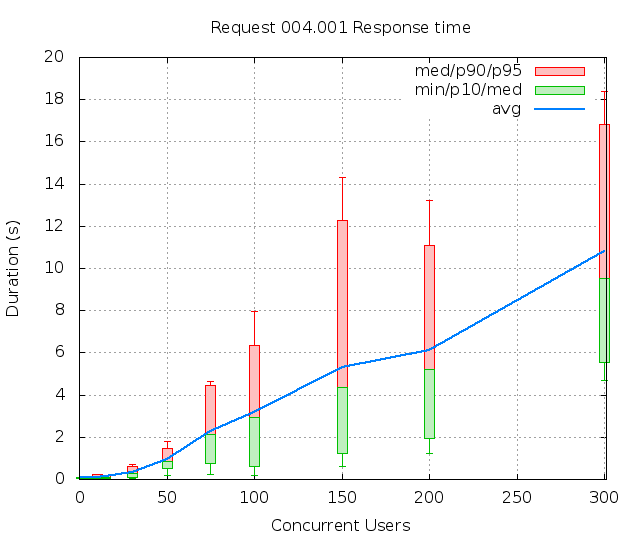 Request 004.001 Response time
20
18
16
14
12
10
8
6
4
2
0
Duration (s)
med/p90/p95
min/p10/med
avg
0 50 100 150 200 250 300
Concurrent Users